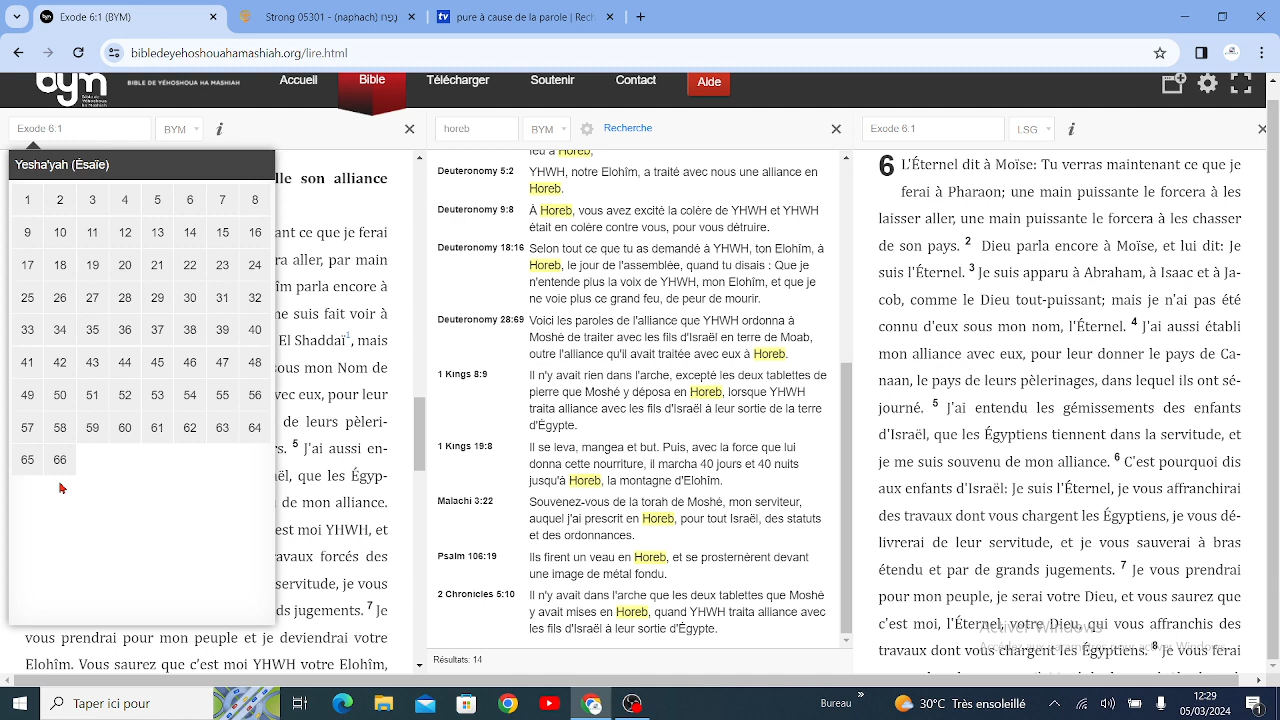 Exode 6:1 (BYM)
Strong 05301 - naphach (נפח)
à cause de la gloire | Rech
bibledeyehoshouahamashiah.org/lire.html
bym
BIBLE DE YÉHOSHOUA HA MASHIAH
Accueil
Bible
Télécharger
Soutenir
Contact
Aide
Exode 6:1
BYM
horeb
BYM
Recherche
Exode 6:1
LSG
Yesha'yah (Ésaïe)
1 2 3 4 5 6 7 8
9 10 11 12 13 14 15 16
17 18 19 20 21 22 23 24
25 26 27 28 29 30 31 32
33 34 35 36 37 38 39 40
41 42 43 44 45 46 47 48
49 50 51 52 53 54 55 56
57 58 59 60 61 62 63 64
65 66
lle son alliance
ant ce que je ferai
ra aller, par main
îm parla encore à
ne suis fait voir à
El Shaddaï"1, mais
sous mon Nom de
vec eux, pour leur
de leurs pèleri-
s. 5 J'ai aussi en-
ël, que les Égyp-
de mon alliance.
est moi YHWH, et
avaux forcés des
servitude, je vous
ds jugements. 7 Je
vous prendrai pour mon peuple et je deviendrai votre
Elohîm. Vous saurez que c'est moi YHWH votre Elohîm,
feu à Horeb,
Deuteronomy 5:2 YHWH, notre Elohîm, a traité avec nous une alliance en
Horeb.
Deuteronomy 9:8 À Horeb, vous avez excité la colère de YHWH et YHWH
était en colère contre vous, pour vous détruire.
Deuteronomy 18:16 Selon tout ce que tu as demandé à YHWH, ton Elohîm, à
Horeb, le jour de l'assemblée, quand tu disais : Que je
n'entende plus la voix de YHWH, mon Elohîm, et que je
ne voie plus ce grand feu, de peur de mourir.
Deuteronomy 28:69 Voici les paroles de l'alliance que YHWH ordonna à
Moshé de traiter avec les fils d'Israël en terre de Moab,
outre l'alliance qu'il avait traitée avec eux à Horeb.
1 Kings 8:9 Il n'y avait rien dans l'arche, excepté les deux tablettes de
pierre que Moshé y déposa en Horeb, lorsque YHWH
traita alliance avec les fils d'Israël à leur sortie de la terre
d'Égypte.
1 Kings 19:8 Il se leva, mangea et but. Puis, avec la force que lui
donna cette nourriture, il marcha 40 jours et 40 nuits
jusqu'à Horeb, la montagne d'Elohîm.
Malachi 3:22 Souvenez-vous de la torah de Moshé, mon serviteur,
auquel j'ai prescrit en Horeb, pour tout Israël, des statuts
et des ordonnances.
Psalm 106:19 Ils firent un veau en Horeb, et se prosternèrent devant
une image de métal fondu.
2 Chronicles 5:10 Il n'y avait dans l'arche que les deux tablettes que Moshé
y avait mises en Horeb, quand YHWH traita alliance avec
les fils d'Israël à leur sortie d'Égypte.
Résultats: 14
6 L'Éternel dit à Moïse: Tu verras maintenant ce que je
ferai à Pharaon; une main puissante le forcera à les
laisser aller, une main puissante le forcera à les chasser
de son pays. 2 Dieu parla encore à Moïse, et lui dit: Je
suis l'Éternel. 3 Je suis apparu à Abraham, à Isaac et à Ja-
cob, comme le Dieu tout-puissant; mais je n'ai pas été
connu d'eux sous mon nom, l'Éternel. 4 J'ai aussi établi
mon alliance avec eux, pour leur donner le pays de Ca-
naan, le pays de leurs pèlerinages, dans lequel ils ont sé-
journé. 5 J'ai entendu les gémissements des enfants
d'Israël, que les Égyptiens tiennent dans la servitude, et
je me suis souvenu de mon alliance. 6 C'est pourquoi dis
aux enfants d'Israël: Je suis l'Éternel, je vous affranchirai
des travaux dont vous chargent les Égyptiens, je vous dé-
livrerai de leur servitude, et je vous sauverai à bras
étendu et par de grands jugements. 7 Je vous prendrai
pour mon peuple, je serai votre Dieu, et vous saurez que
c'est moi, l'Éternel, votre Dieu, qui vous affranchis des
travaux dont vous chargent les Égyptiens. 8 Je vous ferai
Activer Windows
Taper ici pour
Bureau
30°C Très ensoleillé
12:29
05/03/2024